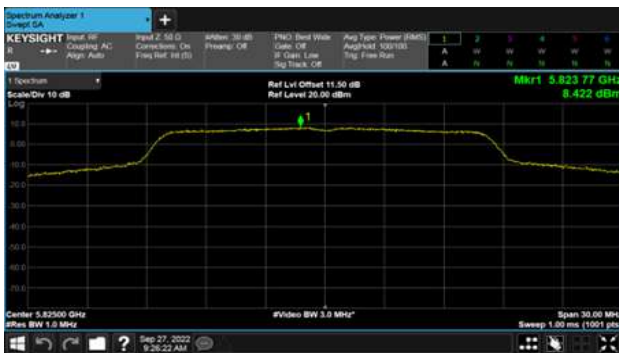 Spectrum Analyzer 1
Swept SA
+
KEYSIGHT Input: RF
R Coupling: AC
Align: Auto
Input Z: 50 Ω
Corrections: On
Freq Ref: Int (S)
#Atten: 30 dB
Preamp: Off
PNO: Best Wide
Gate: Off
IF Gain: Low
Sig Track: Off
Avg Type: Power (RMS)
Avg|Hold: 100/100
Trig: Free Run
1 2 3 4 5 6
A W W W W W
A N N N N N
1 Spectrum
Scale/Div 10 dB
Ref Lvl Offset 11.50 dB
Ref Level 20.00 dBm
Mkr1 5.823 77 GHz
8.422 dBm
Log
1
10.0
0.00
-10.0
-20.0
-30.0
-40.0
-50.0
-60.0
-70.0
Center 5.82500 GHz
#Res BW 1.0 MHz
#Video BW 3.0 MHz*
Span 30.00 MHz
Sweep 1.00 ms (1001 pts)
?
Sep 27, 2022
9:26:22 AM